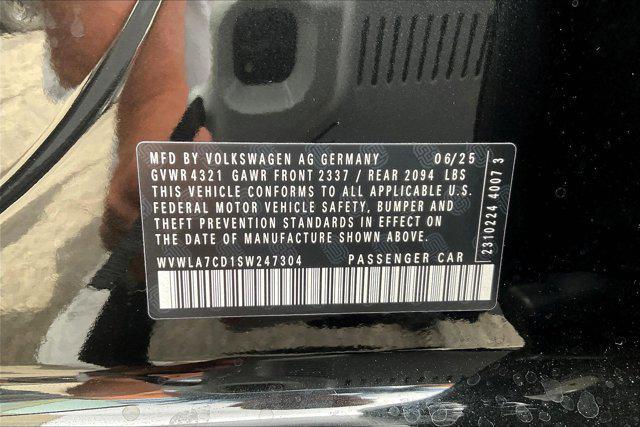 MFD BY VOLKSWAGEN AG GERMANY 06/25
GVWR 4321 GAWR FRONT 2337 / REAR 2094 LBS
THIS VEHICLE CONFORMS TO ALL APPLICABLE U.S.
FEDERAL MOTOR VEHICLE SAFETY, BUMPER AND
THEFT PREVENTION STANDARDS IN EFFECT ON
THE DATE OF MANUFACTURE SHOWN ABOVE.
WVWLA7CD1SW247304 PASSENGER CAR
2310224 4007 3